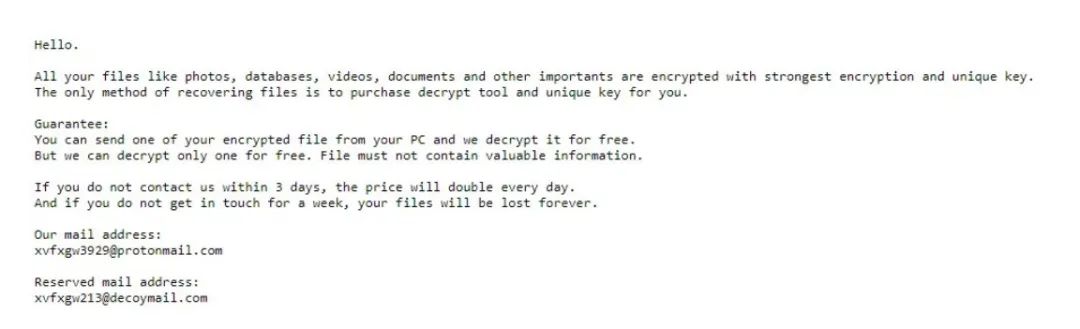 Hello.
All your files like photos, databases, videos, documents and other importants are encrypted with strongest encryption and unique key.
The only method of recovering files is to purchase decrypt tool and unique key for you.
Guarantee:
You can send one of your encrypted file from your PC and we decrypt it for free.
But we can decrypt only one for free. File must not contain valuable information.
If you do not contact us within 3 days, the price will double every day.
And if you do not get in touch for a week, your files will be lost forever.
Our mail address:
xvfxgw3929@protonmail.com
Reserved mail address:
xvfxgw213@decoymail.com